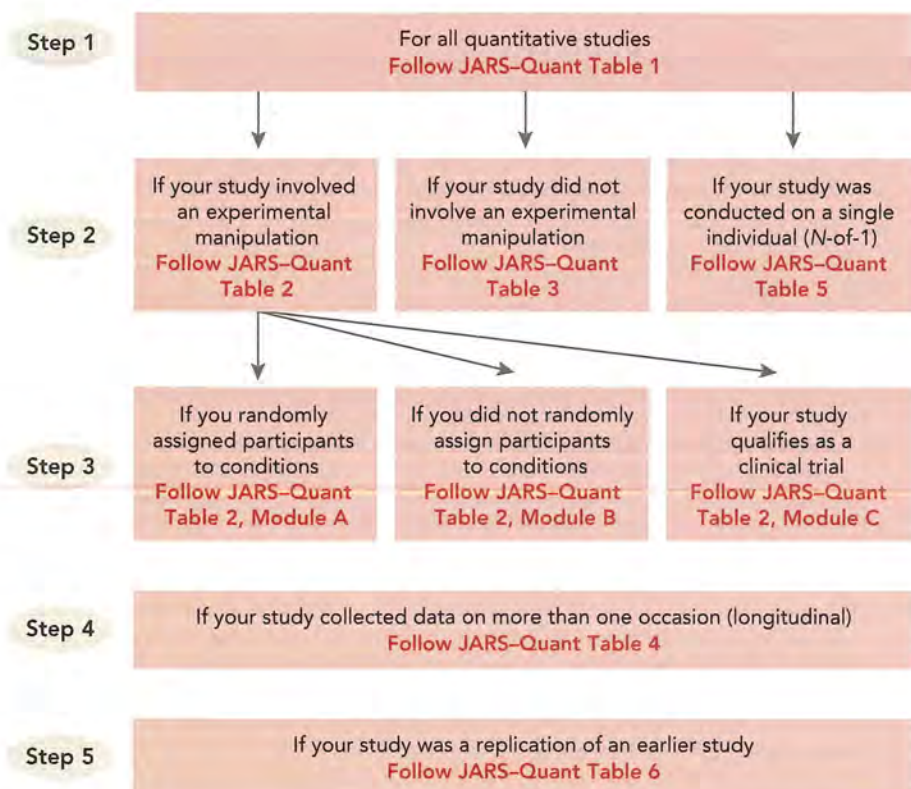 Step 1
For all quantitative studies
Follow JARS–Quant Table 1
Step 2
If your study involved
an experimental
manipulation
Follow JARS–Quant
Table 2
If your study did not
involve an experimental
manipulation
Follow JARS–Quant
Table 3
If your study was
conducted on a single
individual (N-of-1)
Follow JARS–Quant
Table 5
Step 3
If you randomly
assigned participants
to conditions
Follow JARS–Quant
Table 2, Module A
If you did not randomly
assign participants
to conditions
Follow JARS–Quant
Table 2, Module B
If your study
qualifies as a
clinical trial
Follow JARS–Quant
Table 2, Module C
Step 4
If your study collected data on more than one occasion (longitudinal)
Follow JARS–Quant Table 4
Step 5
If your study was a replication of an earlier study
Follow JARS–Quant Table 6